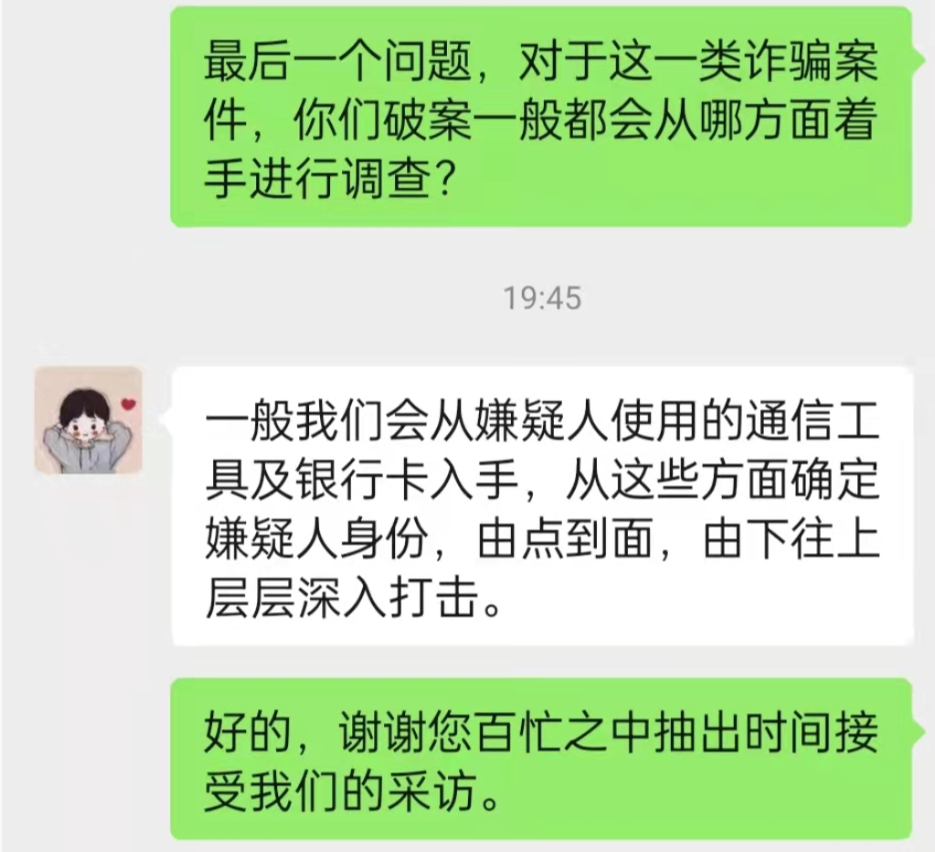 最后一个问题，对于这一类诈骗案
件，你们破案一般都会从哪方面着
手进行调查？
19:45
一般我们会从嫌疑人使用的通信工
具及银行卡入手，从这些方面确定
嫌疑人身份，由点到面，由下往上
层层深入打击。
好的，谢谢您百忙之中抽出时间接
受我们的采访。